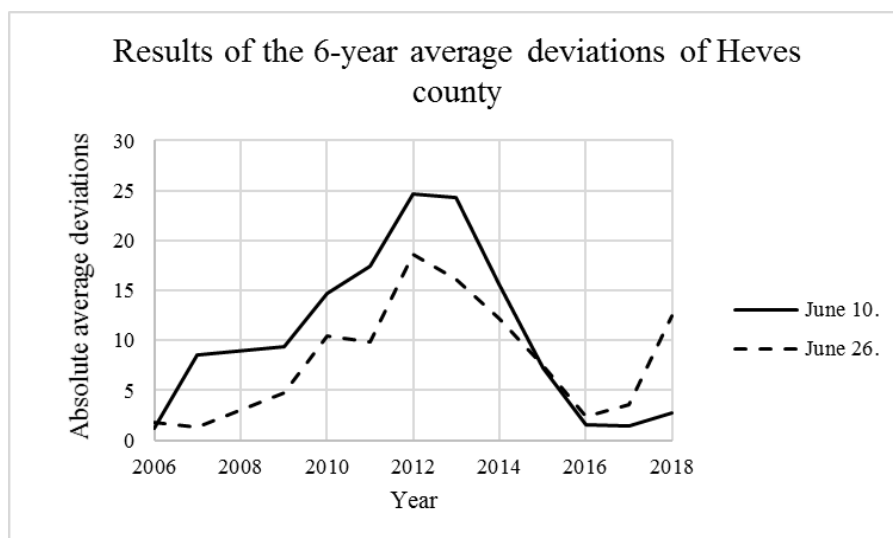 Results of the 6-year average deviations of Heves
county
Absolute average deviations
30
25
20
15
10
5
0
2006 2008 2010 2012 2014 2016 2018
Year
June 10.
June 26.